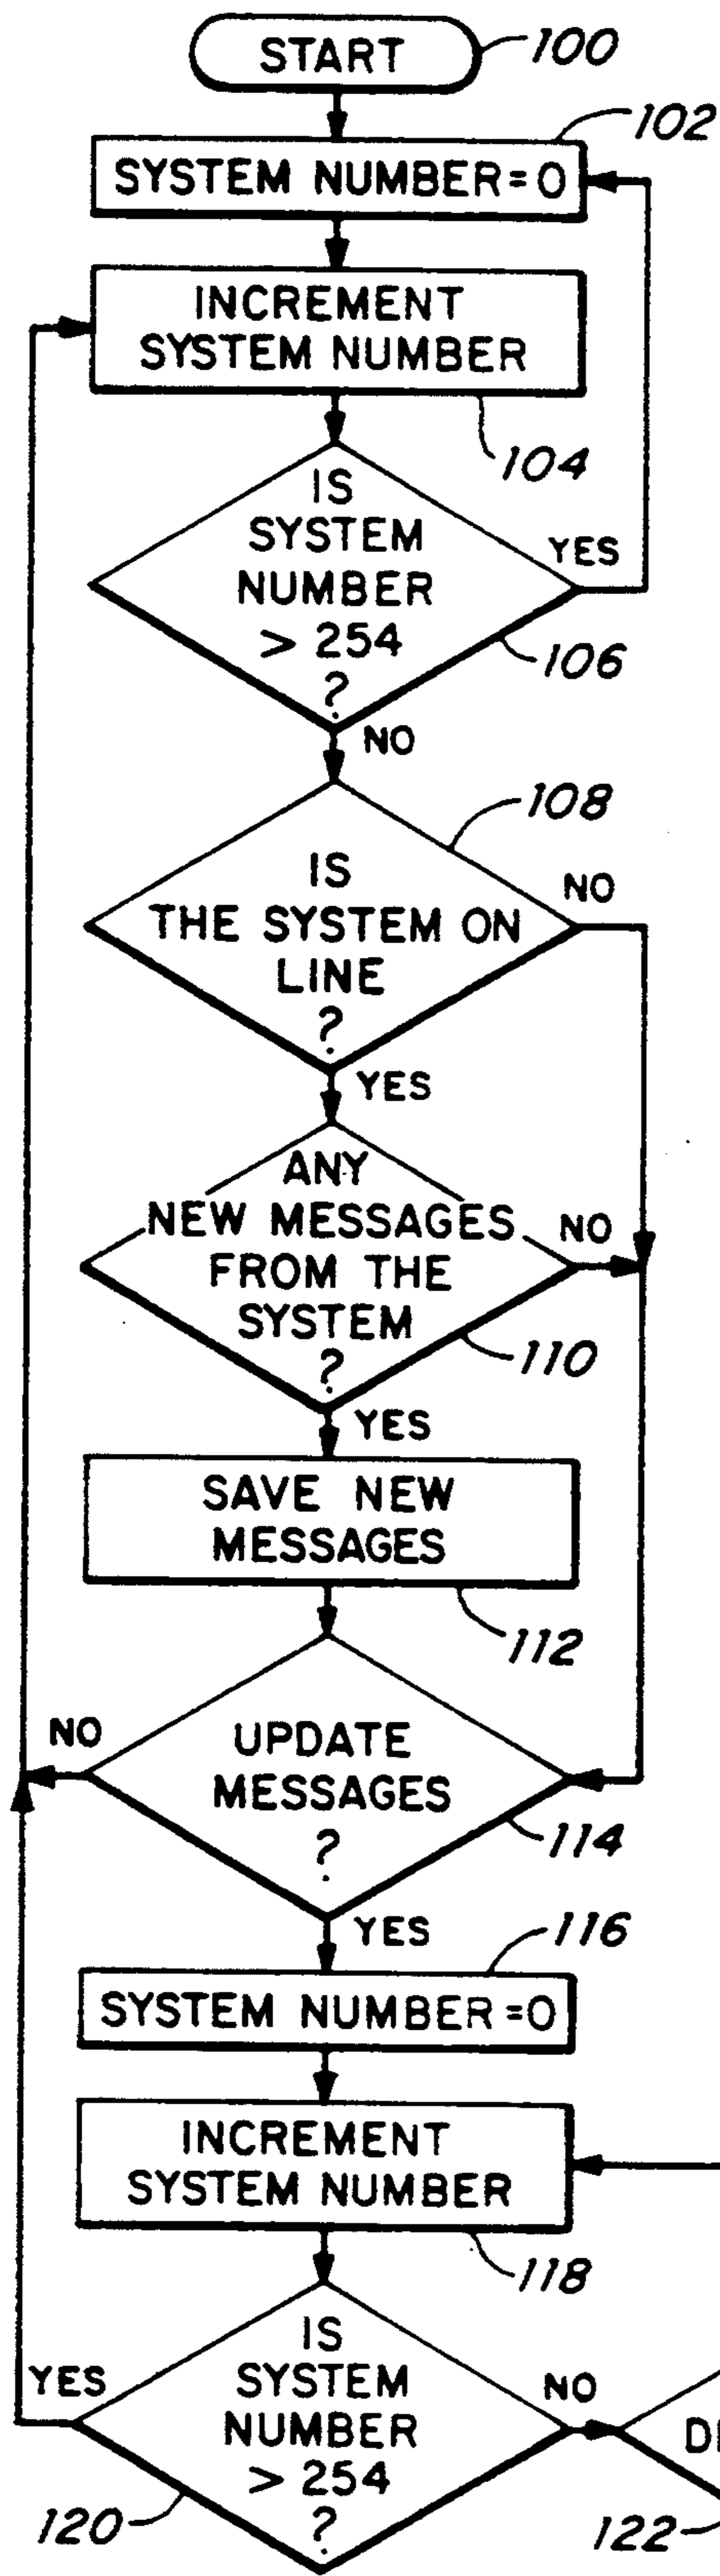 START
100
102
SYSTEM NUMBER=0
INCREMENT
SYSTEM NUMBER
104
IS
SYSTEM
NUMBER
> 254
?
YES
106
NO
108
IS
THE SYSTEM ON
LINE
?
NO
YES
ANY
NEW MESSAGES
FROM THE
SYSTEM
?
NO
110
YES
SAVE NEW
MESSAGES
112
NO
UPDATE
MESSAGES
?
114
YES
116
SYSTEM NUMBER=0
INCREMENT
SYSTEM NUMBER
118
IS
SYSTEM
NUMBER
> 254
?
YES
NO
120
122